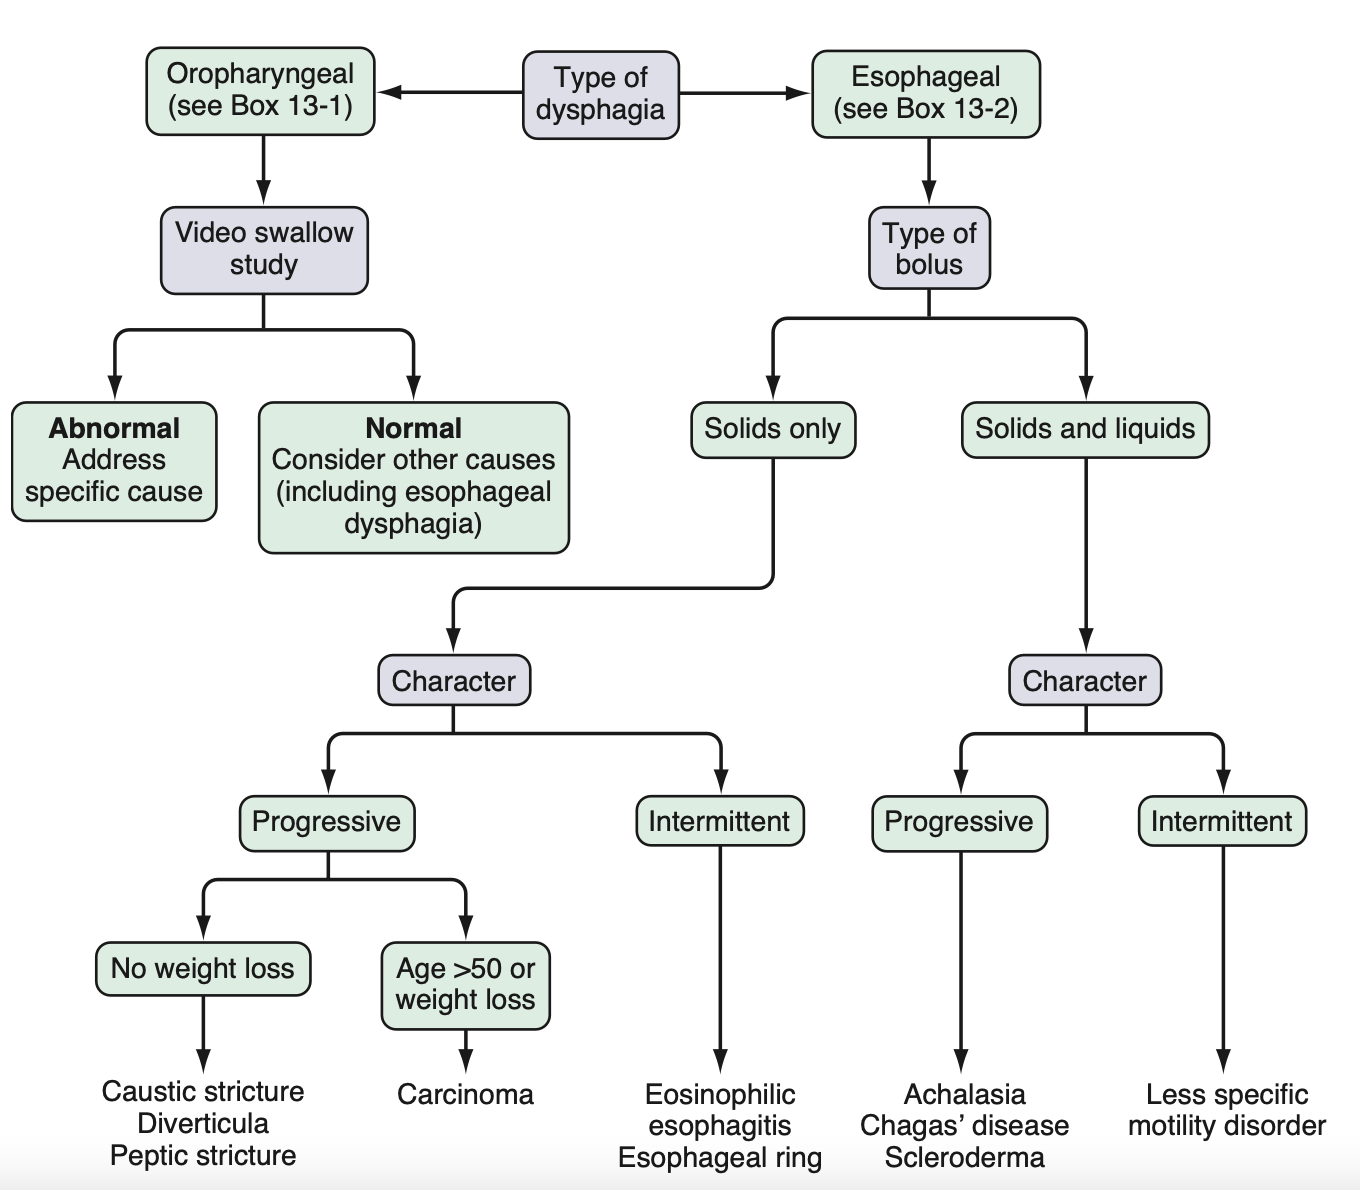 Oropharyngeal
(see Box 13-1)
Type of
dysphagia
Esophageal
(see Box 13-2)
Video swallow
study
Type of
bolus
Abnormal
Address
specific cause
Normal
Consider other causes
(including esophageal
dysphagia)
Solids only
Solids and liquids
Character
Character
Progressive
Intermittent
Progressive
Intermittent
No weight loss
Age >50 or
weight loss
Caustic stricture
Diverticula
Peptic stricture
Carcinoma
Eosinophilic
esophagitis
Esophageal ring
Achalasia
Chagas’ disease
Scleroderma
Less specific
motility disorder